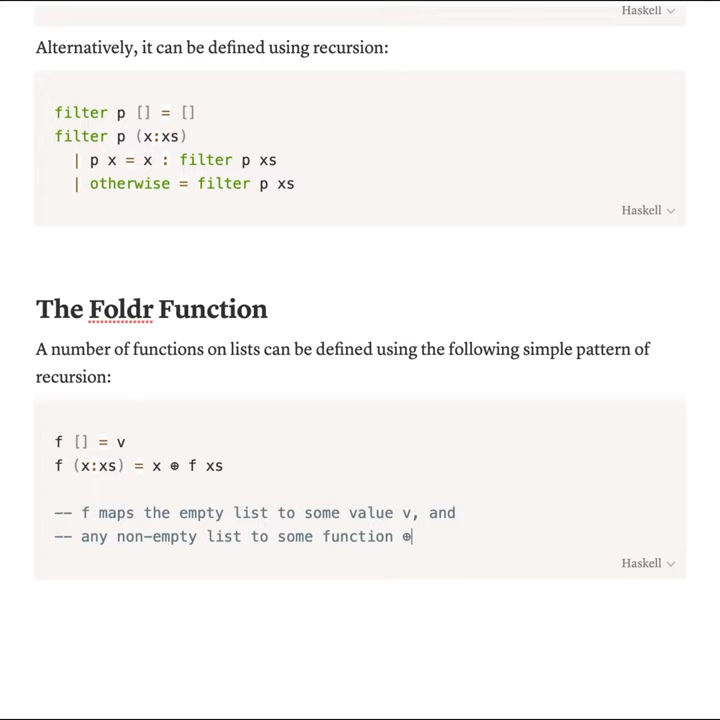 Haskell
Alternatively, it can be defined using recursion:
filter p [] = []
filter p (x:xs)
| p x = x : filter p xs
| otherwise = filter p xs
Haskell
The Foldr Function
A number of functions on lists can be defined using the following simple pattern of
recursion:
f [] = v
f (x:xs) = x ⊕ f xs
-- f maps the empty list to some value v, and
-- any non-empty list to some function ⊕
Haskell